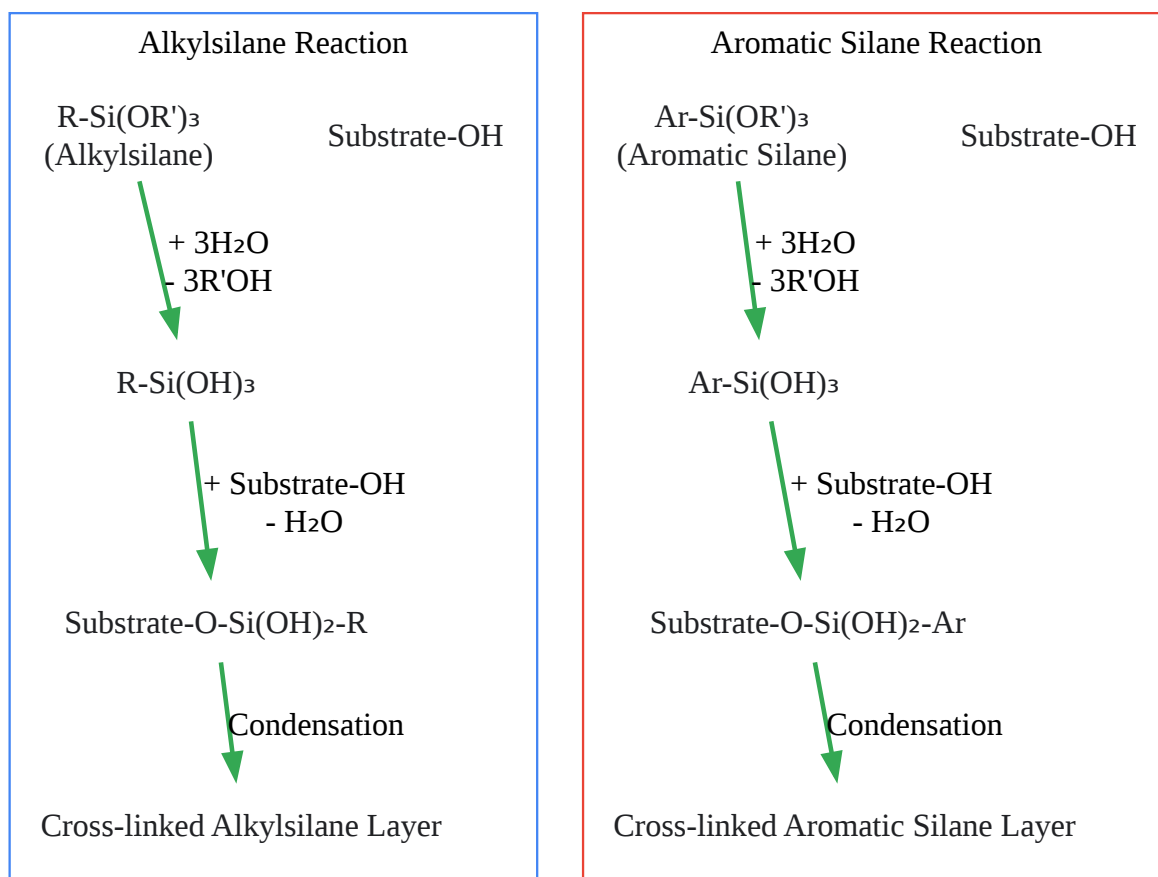 Alkylsilane Reaction
R-Si(OR')₃
(Alkylsilane)
Substrate-OH
+ 3H₂O
- 3R'OH
R-Si(OH)₃
+ Substrate-OH
- H₂O
Substrate-O-Si(OH)₂-R
Condensation
Cross-linked Alkylsilane Layer
Aromatic Silane Reaction
Ar-Si(OR')₃
(Aromatic Silane)
Substrate-OH
+ 3H₂O
- 3R'OH
Ar-Si(OH)₃
+ Substrate-OH
- H₂O
Substrate-O-Si(OH)₂-Ar
Condensation
Cross-linked Aromatic Silane Layer